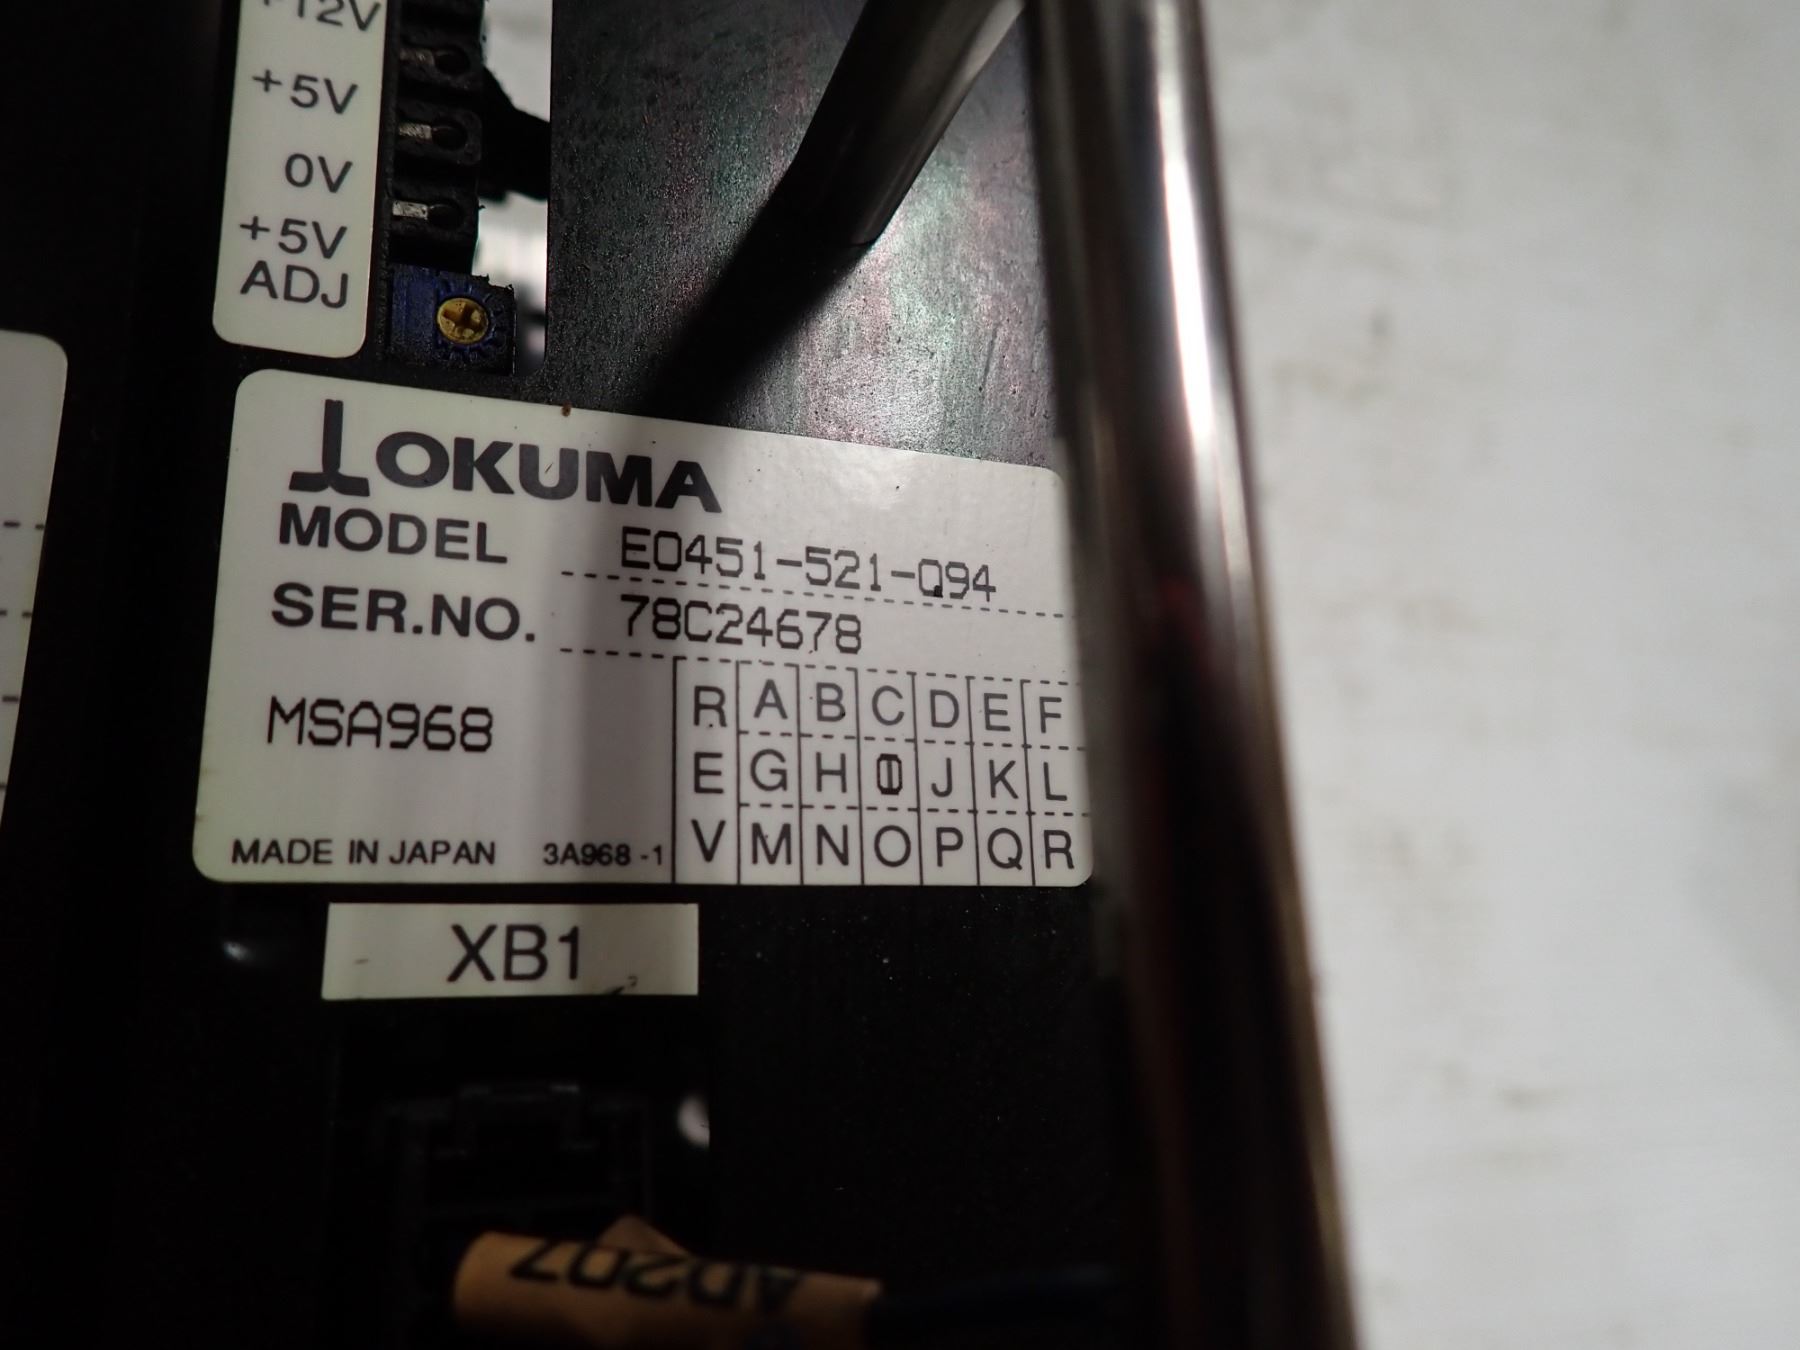 +12V
+5V
0V
+5V
ADJ
OKUMA
MODEL E0451-521-094
SER.NO. 78C24678
MSA968
R A B C D E F
E G H I J K L
V M N O P Q R
MADE IN JAPAN 3A968-1
XB1
AD207